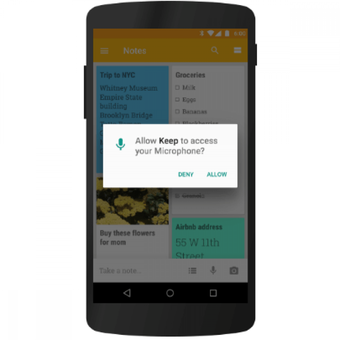 Notes
Trip to NYC
Whitney Museum
Empire State
building
Brooklyn Bridge
Groceries
Milk
Eggs
Allow Keep to access
your Microphone?
DENY
ALLOW
Buy these flowers
for mom
Airbnb address
55 W 11th
Street
Take a note...